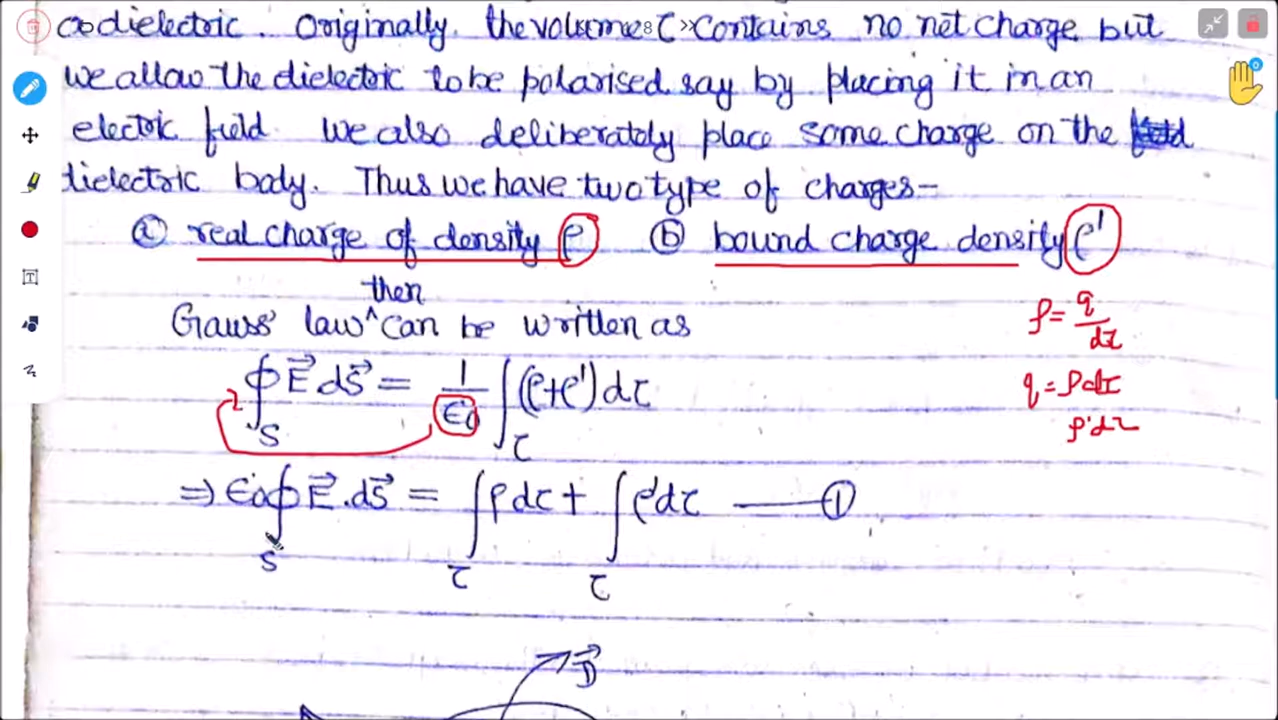 a dielectric. Originally the volume "τ" contains no net charge but
we allow the dielectric to be polarised say by placing it in an
electric field we also deliberately place some charge on the
dielectric body. Thus we have two type of charges—
ⓐ real charge of density ρ ⓑ bound charge density ρ'
then
Gauss' law ^ can be written as
ρ = q/dτ
∮_S E⃗ dS⃗ = 1/ε₀ ∫_τ (ρ+ρ') dτ
q = ρdτ
ρ'dτ
⇒ ε₀ ∮_S E⃗ . dS⃗ = ∫_τ ρ dτ + ∫_τ ρ'dτ —— ①
D⃗